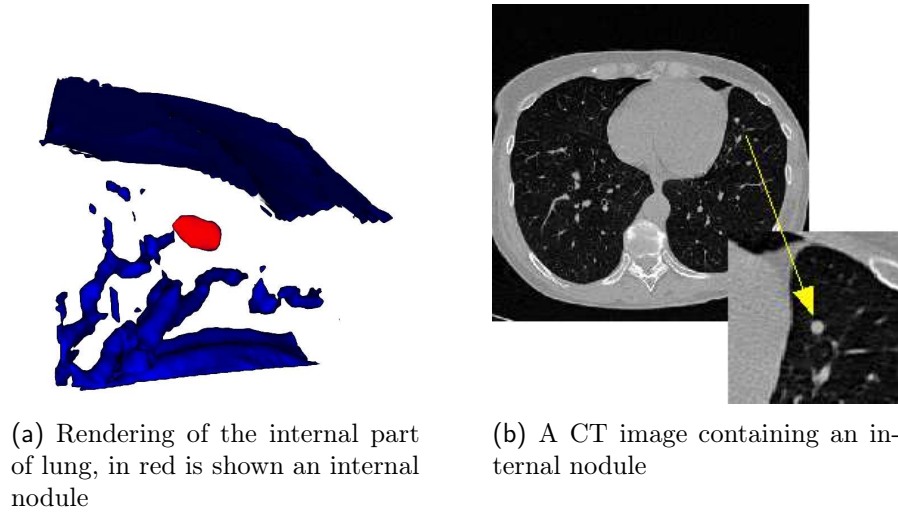 (a) Rendering of the internal part
of lung, in red is shown an internal
nodule
(b) A CT image containing an in-
ternal nodule